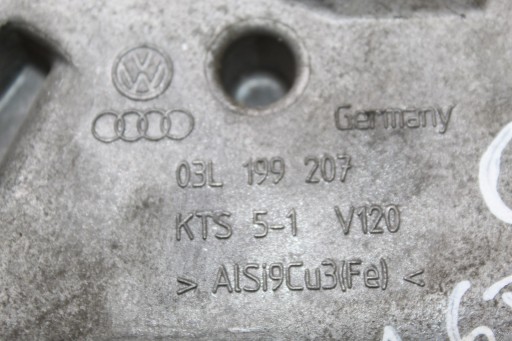 Germany
03L 199 207
KTS 5-1 V120
> AlSi9Cu3(Fe) <